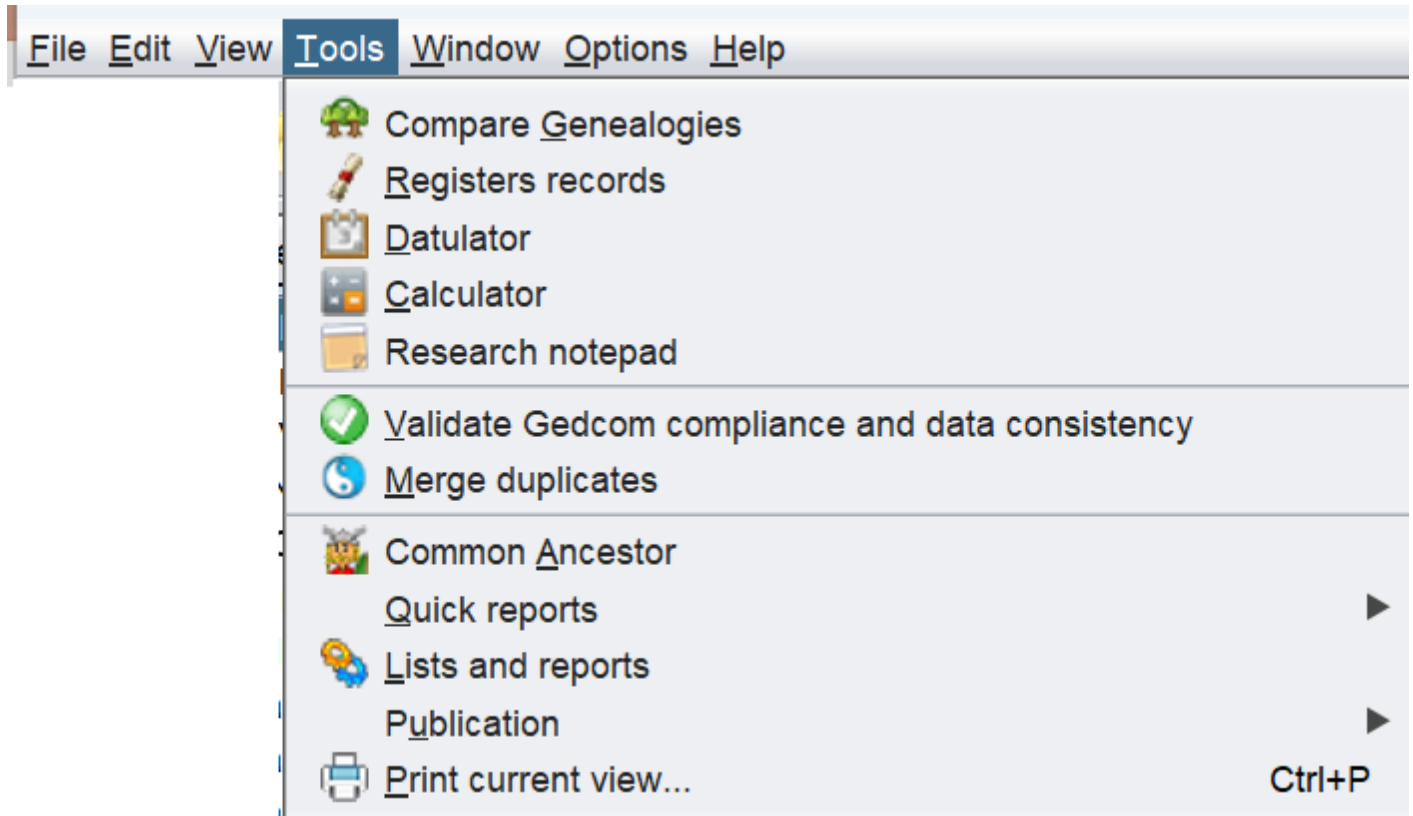 File Edit View Tools Window Options Help
Compare Genealogies
Registers records
Datulator
Calculator
Research notepad
Validate Gedcom compliance and data consistency
Merge duplicates
Common Ancestor
Quick reports
Lists and reports
Publication
Print current view... Ctrl+P